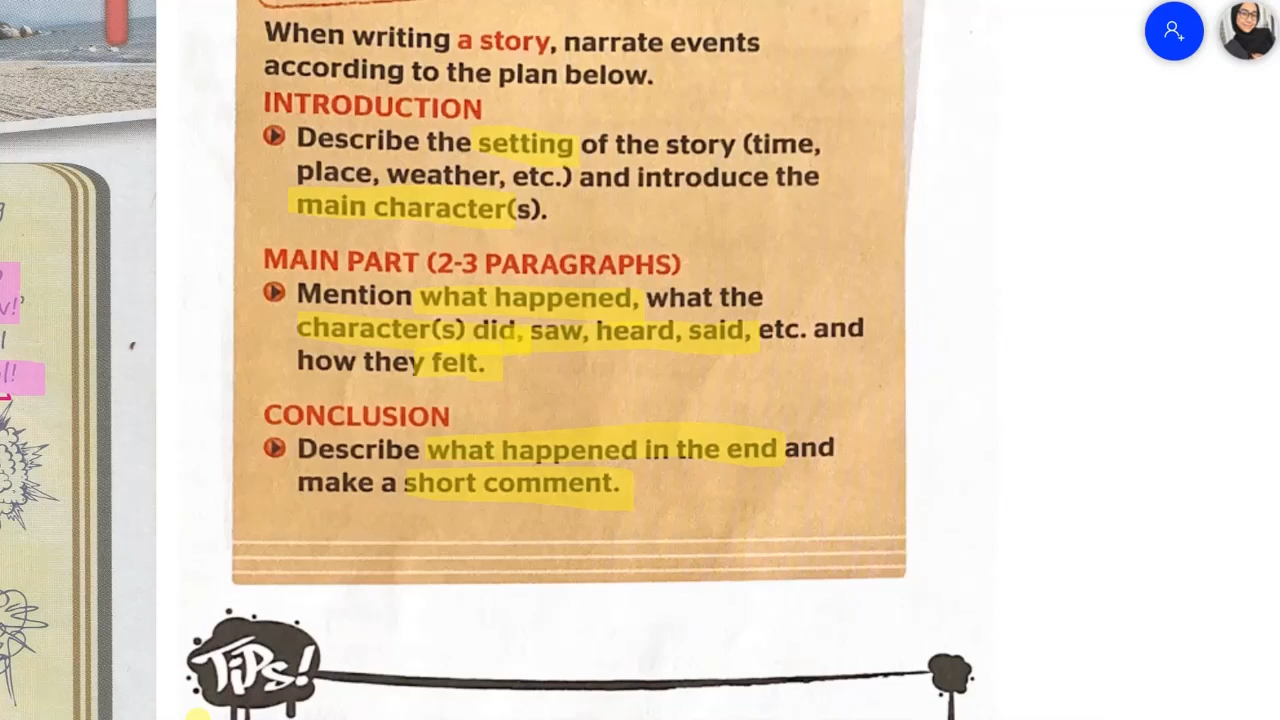 When writing a story, narrate events
according to the plan below.
INTRODUCTION
Describe the setting of the story (time,
place, weather, etc.) and introduce the
main character(s).
MAIN PART (2-3 PARAGRAPHS)
Mention what happened, what the
character(s) did, saw, heard, said, etc. and
how they felt.
CONCLUSION
Describe what happened in the end and
make a short comment.
TiPs!